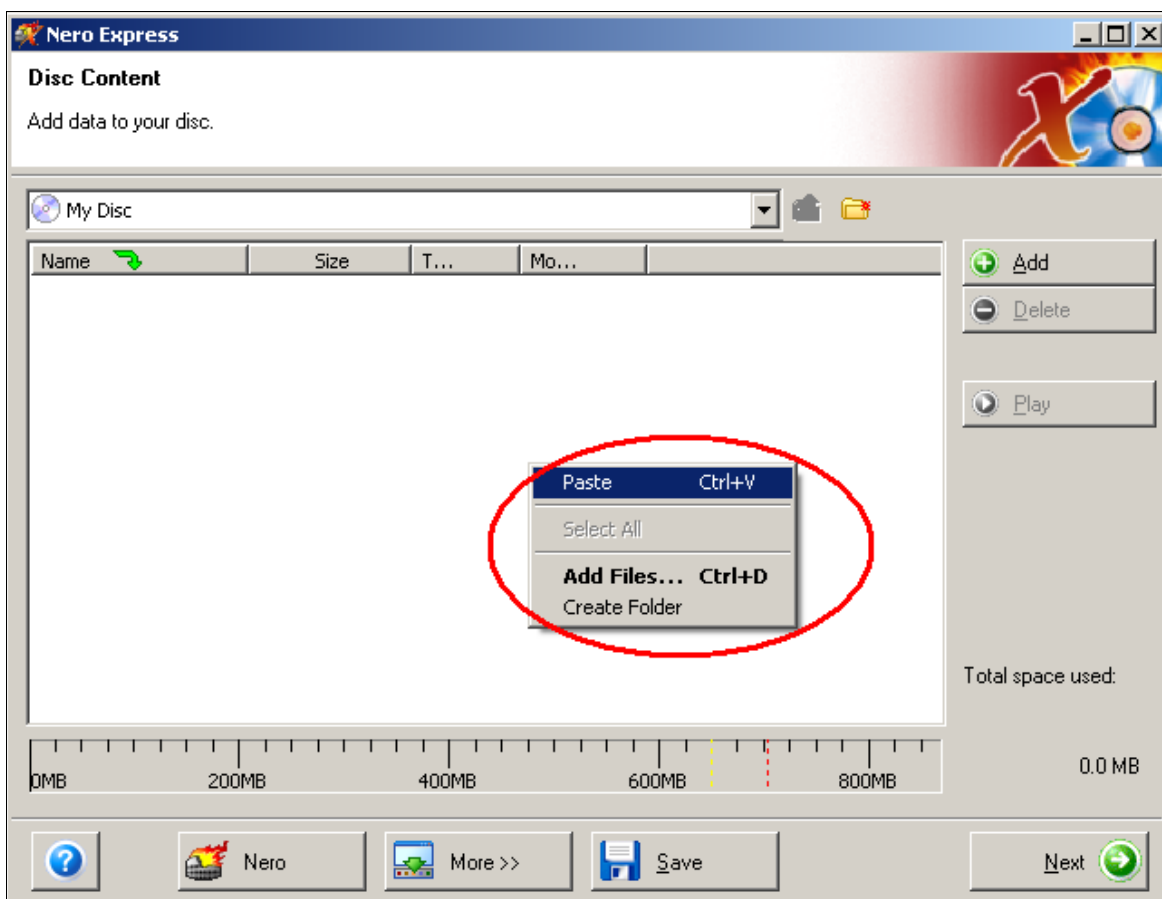 Nero Express
Disc Content
Add data to your disc.
My Disc
Name Size T... Mo...
Add
Delete
Play
Paste Ctrl+V
Select All
Add Files... Ctrl+D
Create Folder
Total space used:
0MB 200MB 400MB 600MB 800MB
0.0 MB
Nero More >> Save Next